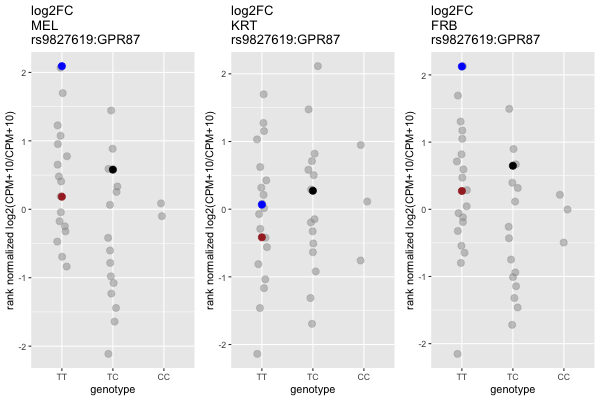 log2FC
MEL
rs9827619:GPR87
rank normalized log2(CPM+10/CPM+10)
2
1
0
-1
-2
TT
TC
CC
genotype
log2FC
KRT
rs9827619:GPR87
rank normalized log2(CPM+10/CPM+10)
2
1
0
-1
-2
TT
TC
CC
genotype
log2FC
FRB
rs9827619:GPR87
rank normalized log2(CPM+10/CPM+10)
2
1
0
-1
-2
TT
TC
CC
genotype